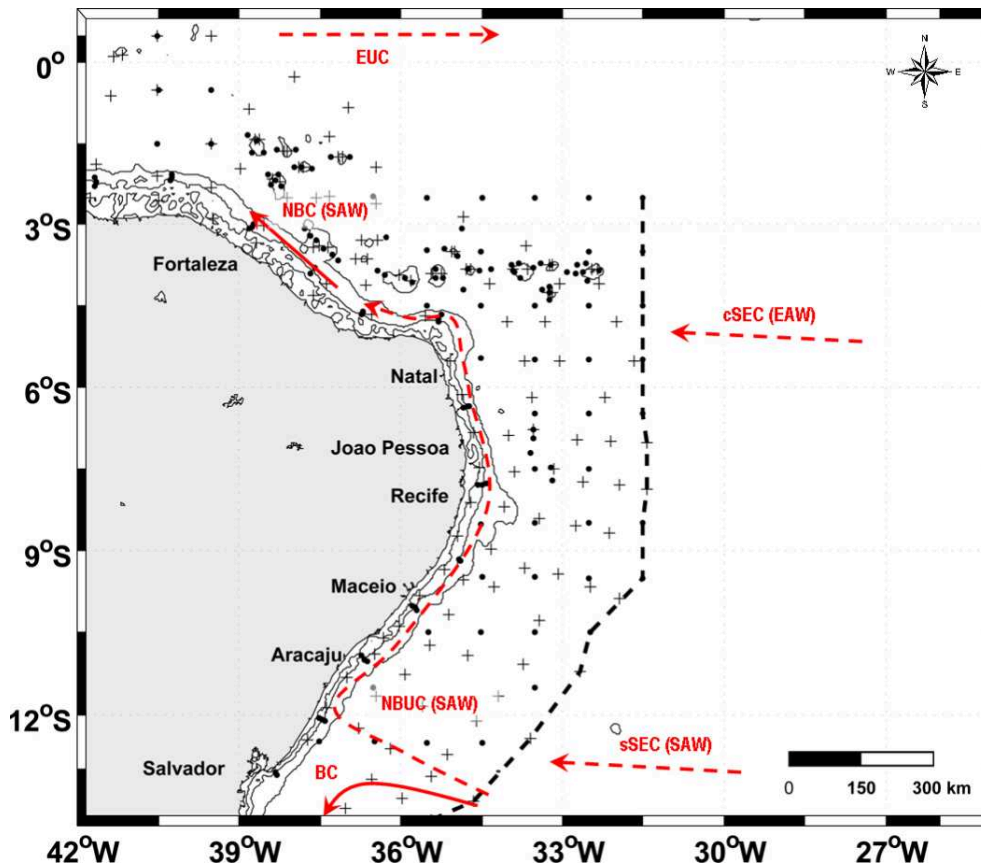 EUC
N
W E
S
0°
NBC (SAW)
3°S
Fortaleza
cSEC (EAW)
Natal
6°S
Joao Pessoa
Recife
9°S
Maceio
Aracaju
NBUC (SAW)
12°S
sSEC (SAW)
Salvador
BC
0 150 300 km
42°W 39°W 36°W 33°W 30°W